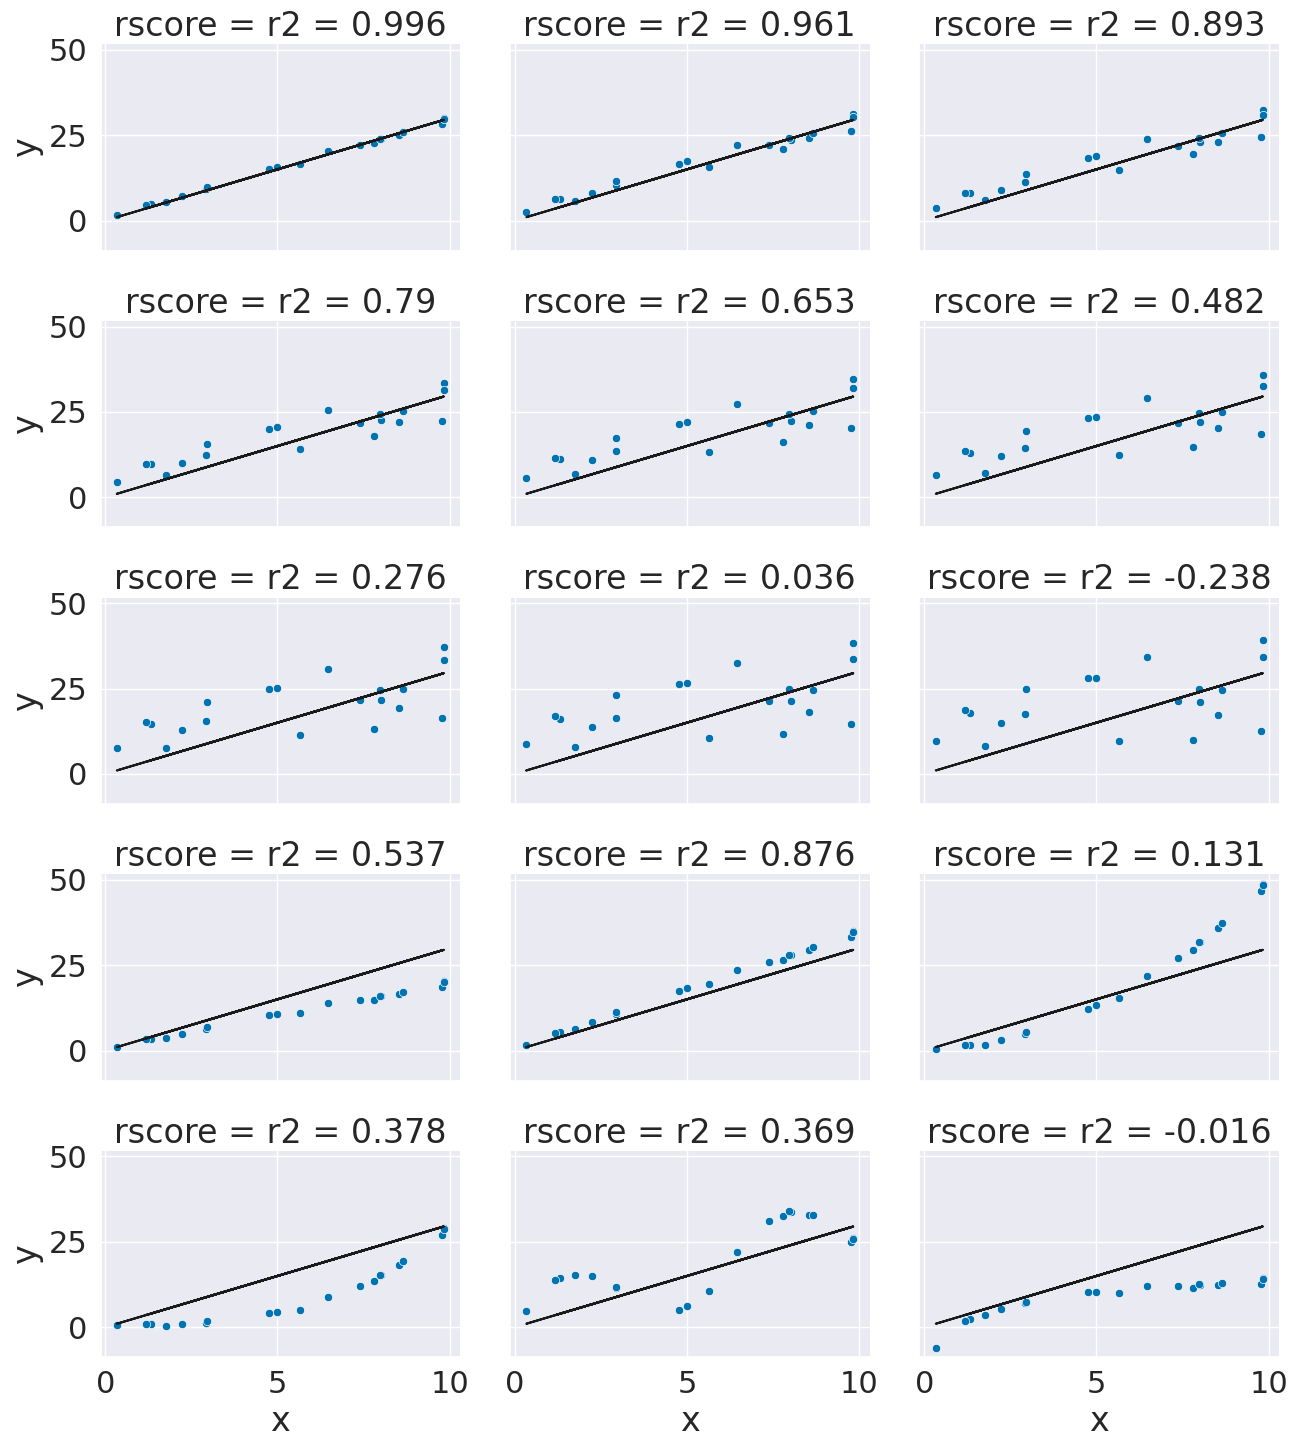 rscore = r2 = 0.996 rscore = r2 = 0.961 rscore = r2 = 0.893
50
25
0
y
rscore = r2 = 0.79 rscore = r2 = 0.653 rscore = r2 = 0.482
50
25
0
y
rscore = r2 = 0.276 rscore = r2 = 0.036 rscore = r2 = -0.238
50
25
0
y
rscore = r2 = 0.537 rscore = r2 = 0.876 rscore = r2 = 0.131
50
25
0
y
rscore = r2 = 0.378 rscore = r2 = 0.369 rscore = r2 = -0.016
50
25
0
y
0 5 10 0 5 10 0 5 10
x x x